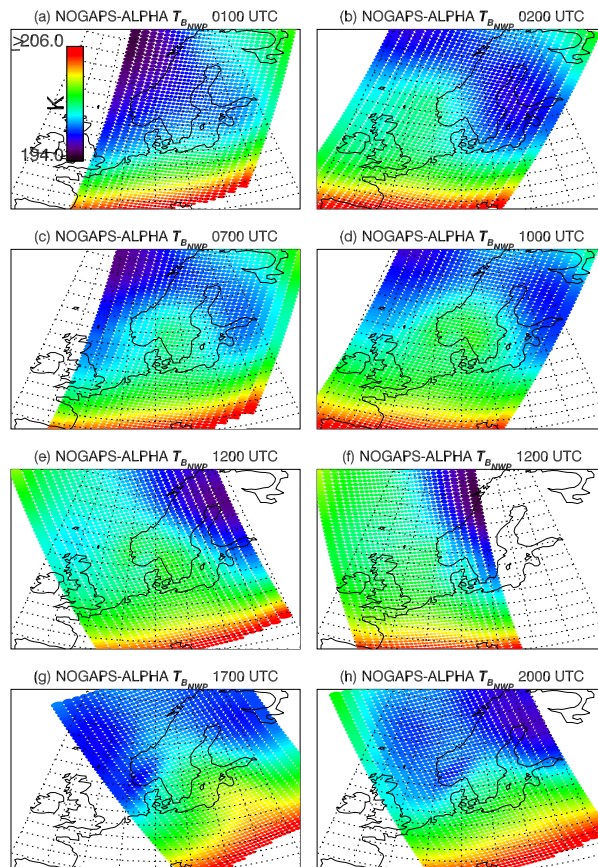 (a) NOGAPS-ALPHA T_B_NWP 0100 UTC
(b) NOGAPS-ALPHA T_B_NWP 0200 UTC
206.0
K
194.0
(c) NOGAPS-ALPHA T_B_NWP 0700 UTC
(d) NOGAPS-ALPHA T_B_NWP 1000 UTC
(e) NOGAPS-ALPHA T_B_NWP 1200 UTC
(f) NOGAPS-ALPHA T_B_NWP 1200 UTC
(g) NOGAPS-ALPHA T_B_NWP 1700 UTC
(h) NOGAPS-ALPHA T_B_NWP 2000 UTC